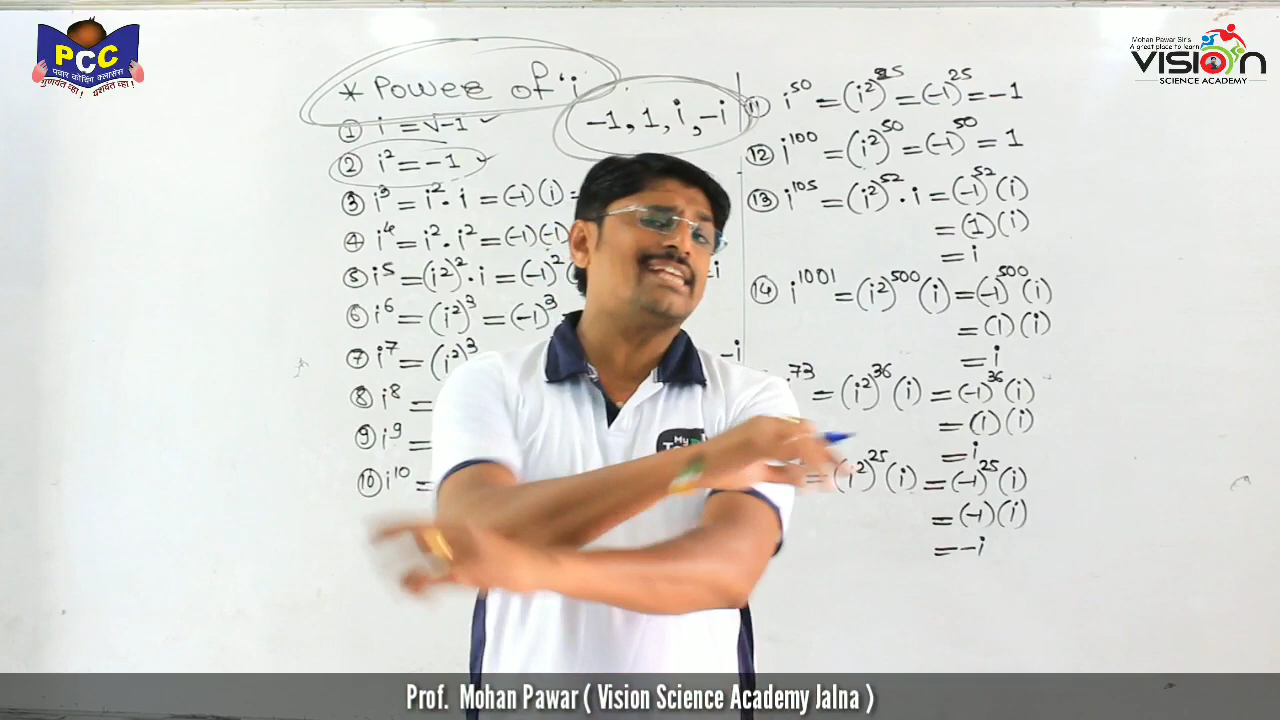 PCC
पवार कोचिंग क्लासेस
गुणवंत व्हा ! यशवंत व्हा !
Mohan Pawar Sir's
A great place to learn
VISION
SCIENCE ACADEMY
* Power of 'i'
-1, 1, i, -i
① i = √-1 ✓
② i² = -1 ✓
③ i³ = i² · i = (-1)(i) =
④ i⁴ = i² · i² = (-1)(-1)
⑤ i⁵ = (i²)² · i = (-1)²
⑥ i⁶ = (i²)³ = (-1)³
⑦ i⁷ = (i²)³
-i
⑧ i⁸ =
⑨ i⁹ =
⑩ i¹⁰ =
⑪ i⁵⁰ = (i²)²⁵ = (-1)²⁵ = -1
⑫ i¹⁰⁰ = (i²)⁵⁰ = (-1)⁵⁰ = 1
⑬ i¹⁰⁵ = (i²)⁵² · i = (-1)⁵²(i)
= (1)(i)
= i
⑭ i¹⁰⁰¹ = (i²)⁵⁰⁰(i) = (-1)⁵⁰⁰(i)
= (1)(i)
= i
⁷³ = (i²)³⁶(i) = (-1)³⁶(i)
= (1)(i)
= i
= (i²)²⁵(i) = (-1)²⁵(i)
= (-1)(i)
= -i
My
Prof. Mohan Pawar ( Vision Science Academy Jalna )